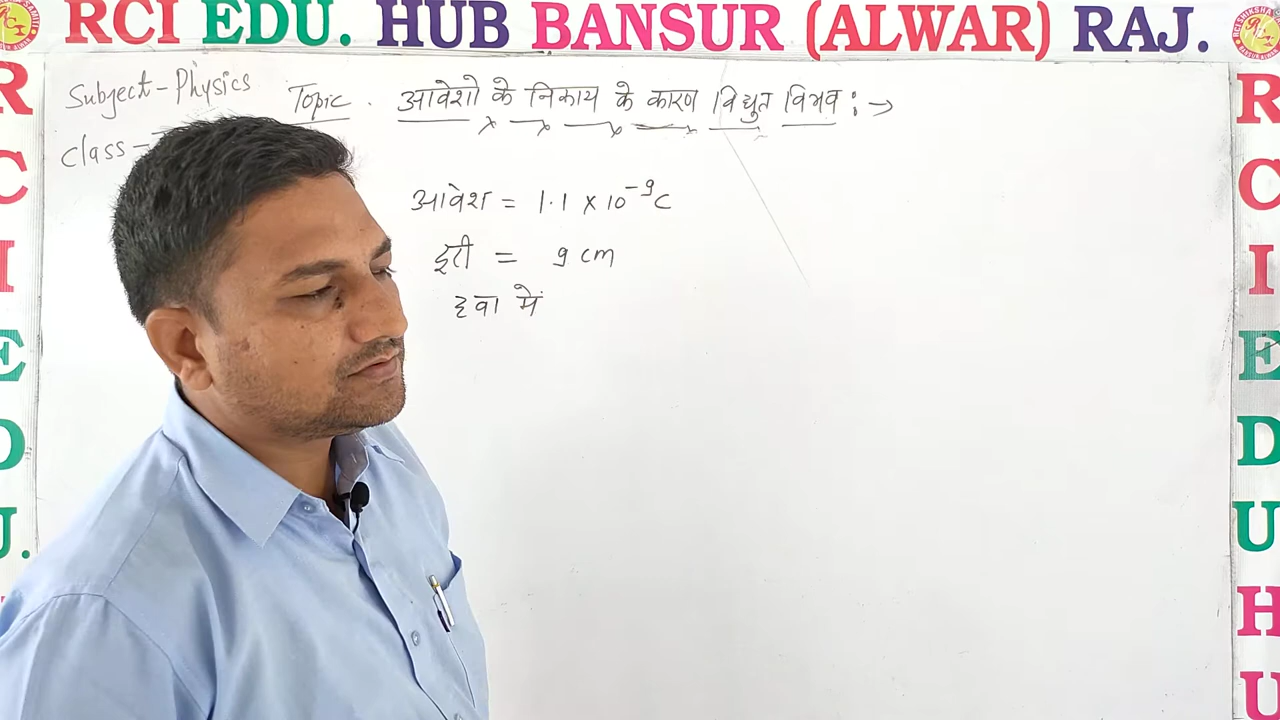 RCI EDU. HUB BANSUR (ALWAR) RAJ.
Subject - Physics
Topic . आवेशो के निकाय के कारण विद्युत विभव :→
class -
आवेश = 1.1 × 10⁻⁹ C
दूरी = 9 cm
हवा में
R
C
I
E
D
U.
R
C
I
E
D
U
H
U